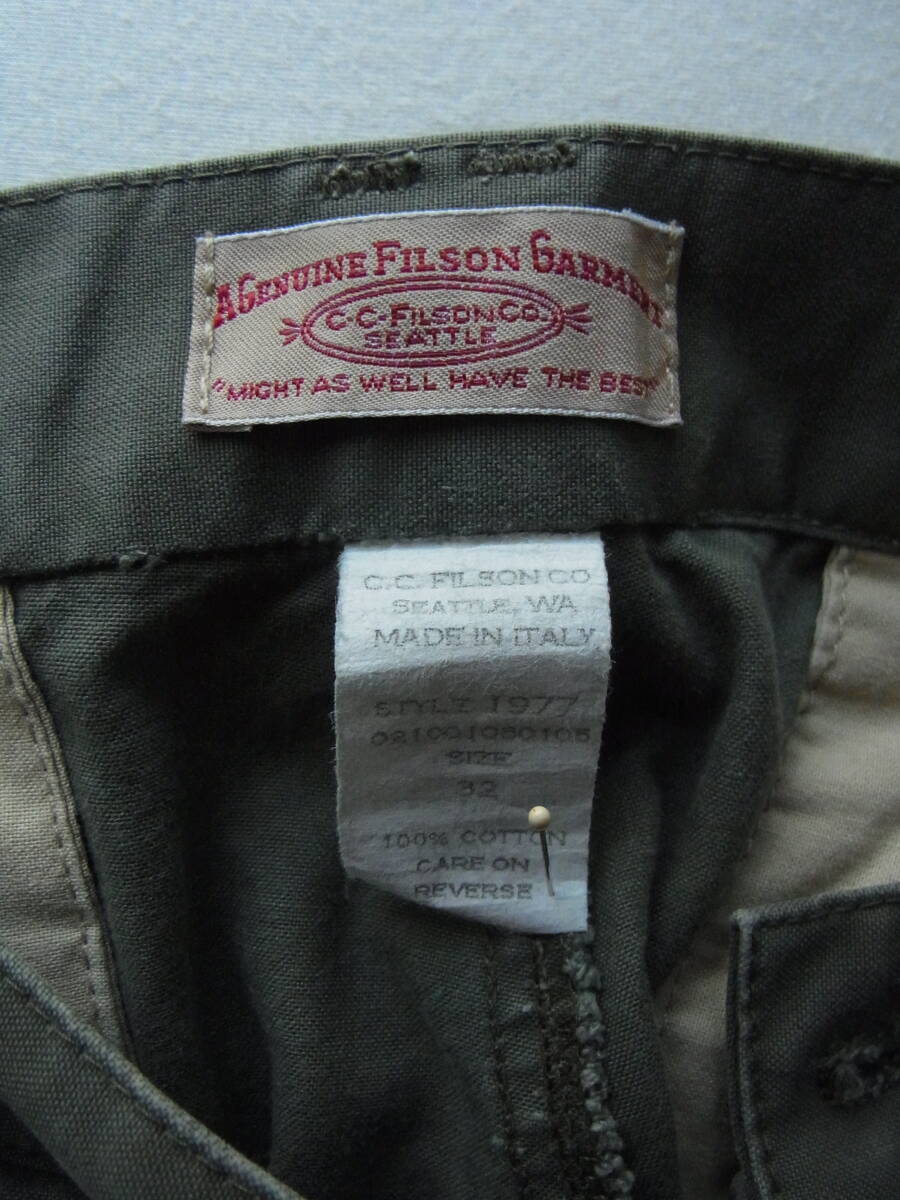 A GENUINE FILSON GARMENT
C-C-FILSON CO.
SEATTLE
"MIGHT AS WELL HAVE THE BEST"
C.C. FILSON CO
SEATTLE, WA
MADE IN ITALY
STYLE 1977
021001050105
SIZE
32
100% COTTON
CARE ON
REVERSE